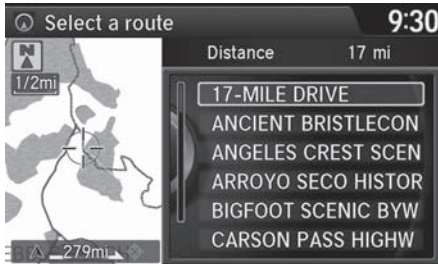 Select a route 9:30
N
1/2mi
Distance 17 mi
17-MILE DRIVE
ANCIENT BRISTLECON
ANGELES CREST SCEN
ARROYO SECO HISTOR
BIGFOOT SCENIC BYW
CARSON PASS HIGHW
279mi